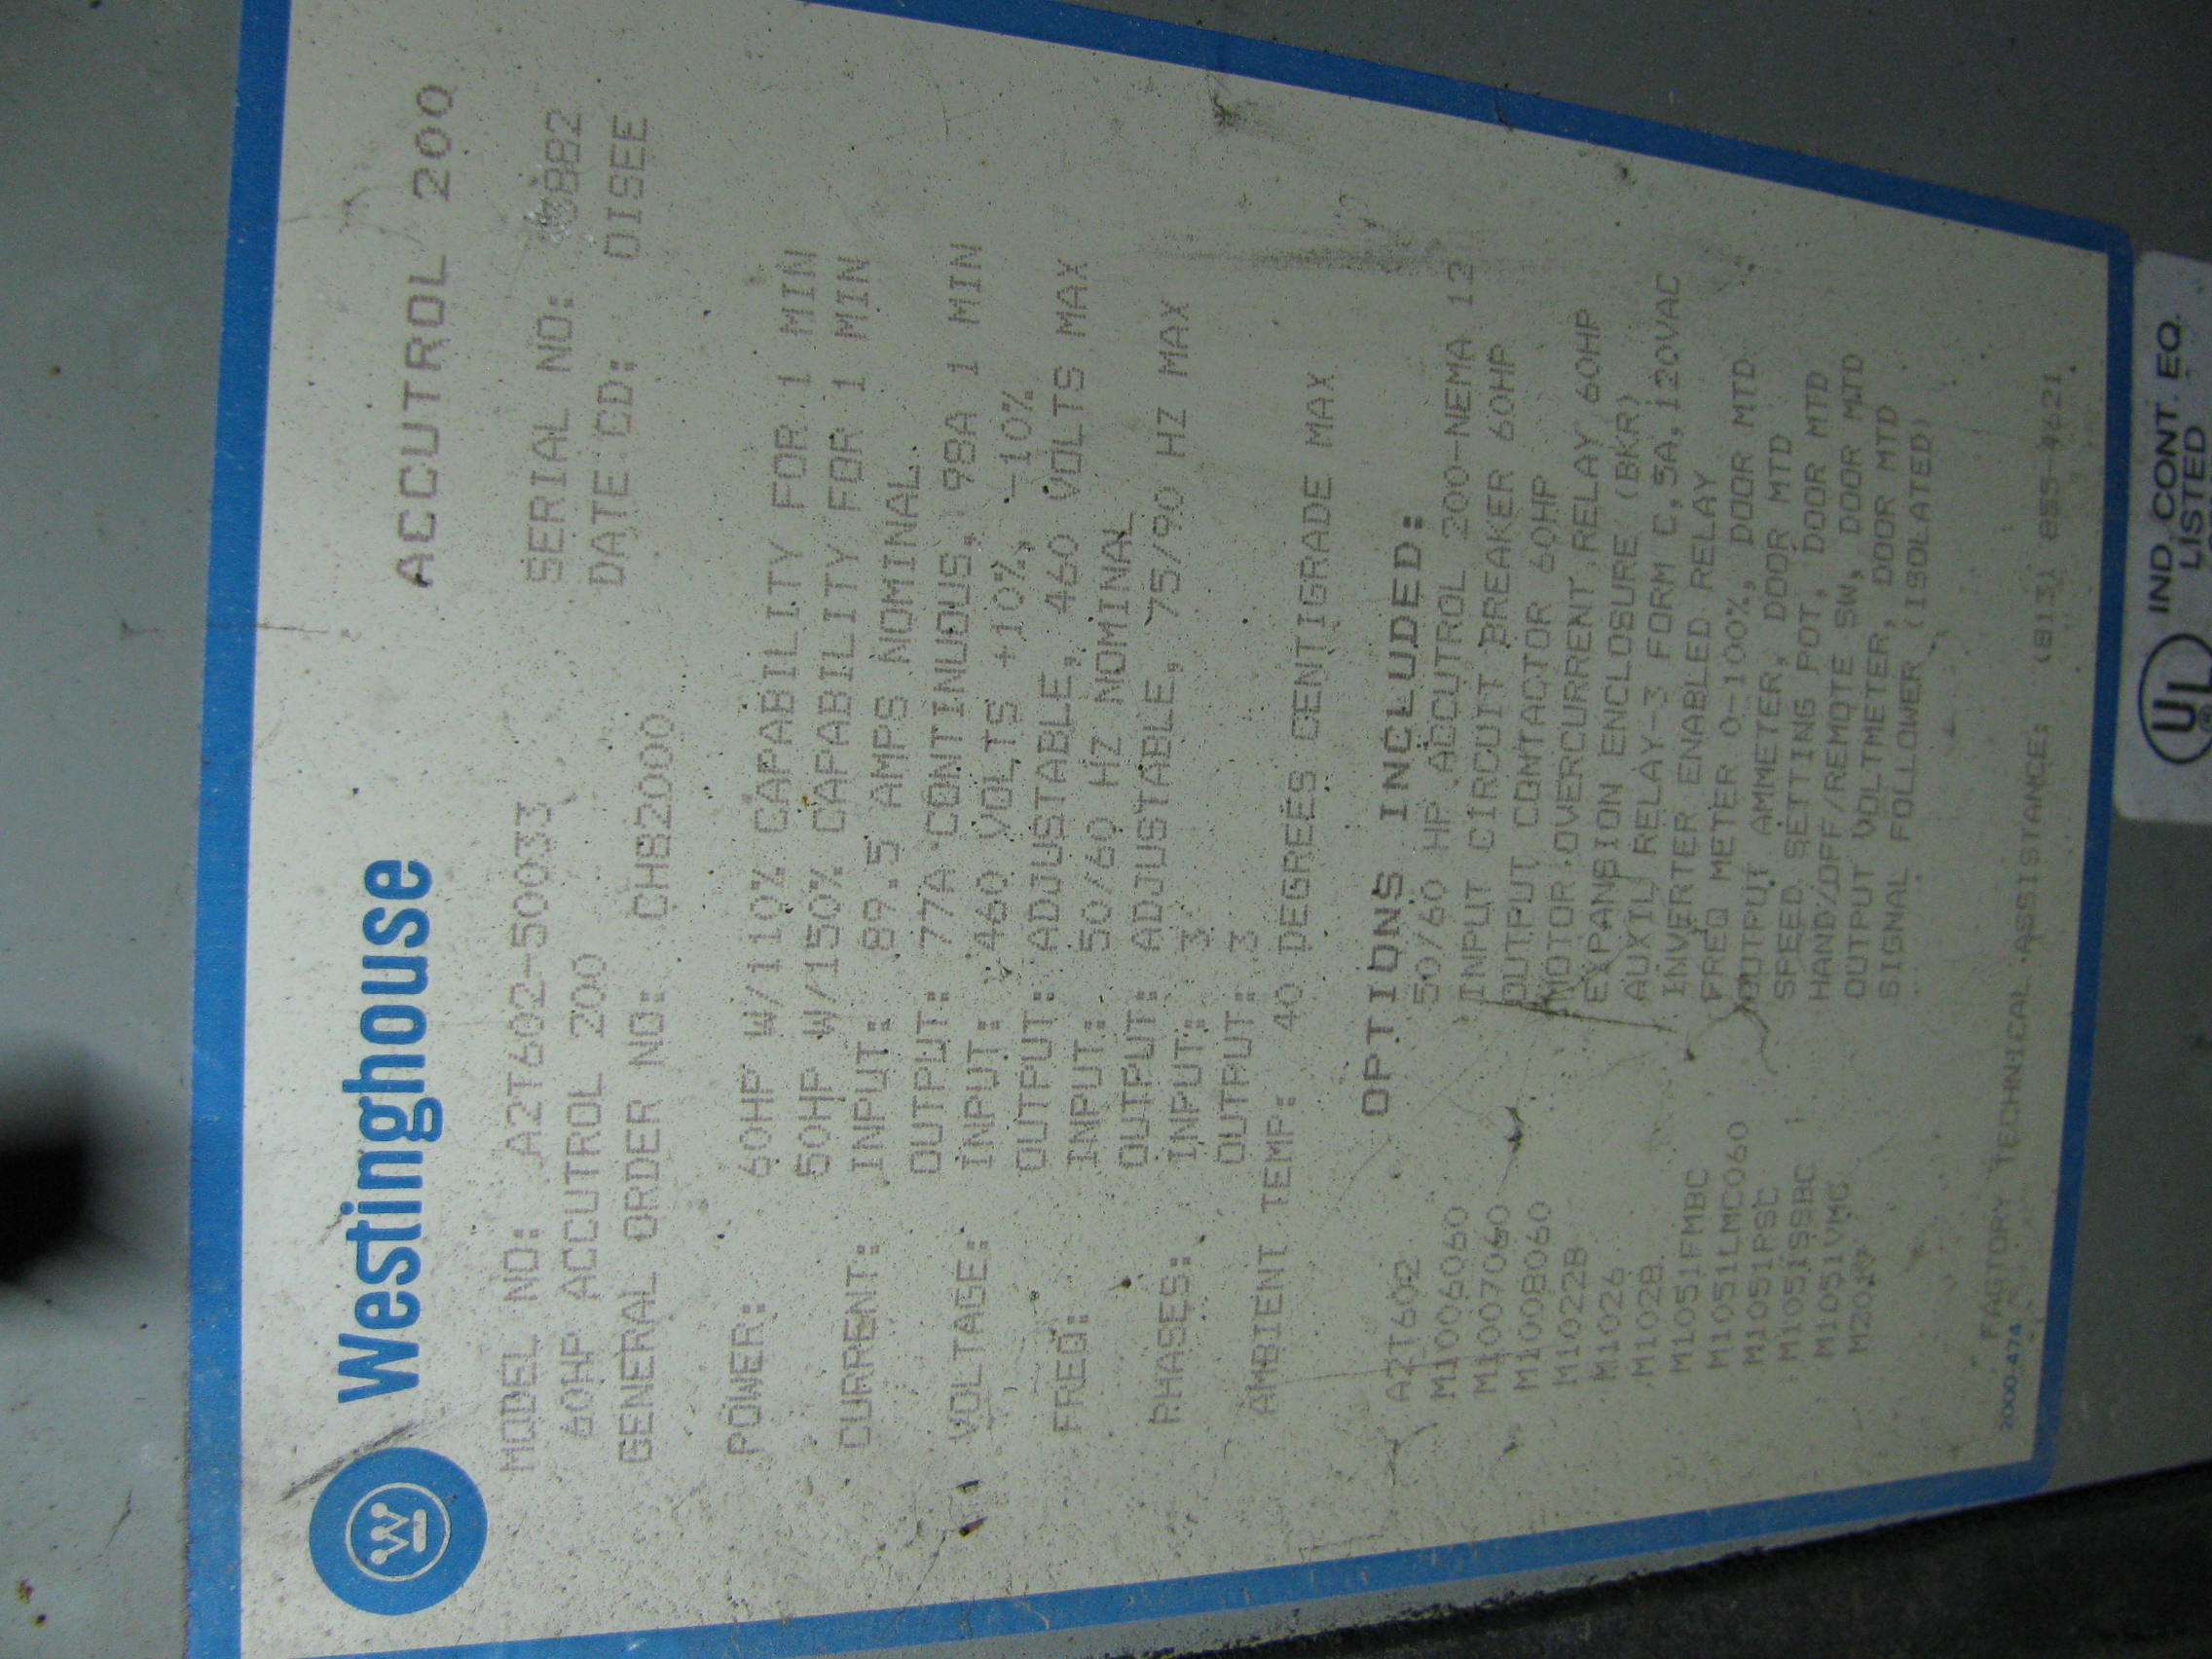 Westinghouse
ACCUTROL 200
MODEL NO: A2T602-50033 SERIAL NO:
60HP ACCUTROL 200 DATE CD: 0ISEE
GENERAL ORDER NO: CH82000
POWER: 60HP W/110% CAPABILITY FOR 1 MIN
50HP W/150% CAPABILITY FOR 1 MIN
CURRENT: INPUT: 89.5 AMPS NOMINAL
OUTPUT: 77A CONTINUOUS, 98A 1 MIN
VOLTAGE: INPUT: 460 VOLTS +10%, -10%
OUTPUT: ADJUSTABLE, 460 VOLTS MAX
FREQ: INPUT: 50/60 HZ NOMINAL
OUTPUT: ADJUSTABLE, 75/90 HZ MAX
PHASES: INPUT: 3
OUTPUT: 3
AMBIENT TEMP: 40 DEGREES CENTIGRADE MAX
OPTIONS INCLUDED:
A2T602 50/60 HP ACCUTROL 200-NEMA 12
M1006060 INPUT CIRCUIT BREAKER 60HP
M1007060 OUTPUT CONTACTOR 60HP
M1008060 MOTOR OVERCURRENT RELAY 60HP
M1022B EXPANSION ENCLOSURE (BKR)
M1026 AUXIL RELAY-3 FORM C,5A,120VAC
M1028 INVERTER ENABLED RELAY
M1051FMBC FREQ METER 0-100%, DOOR MTD
M1051LMC060 OUTPUT AMMETER, DOOR MTD
M1051PSC SPEED SETTING POT, DOOR MTD
M1051SSBC HAND/OFF/REMOTE SW, DOOR MTD
M1051VMC OUTPUT VOLTMETER, DOOR MTD
SIGNAL FOLLOWER (ISOLATED)
FACTORY TECHNICAL ASSISTANCE: (813) 855-4621
2000-474
UL
IND. CONT. EQ.
LISTED